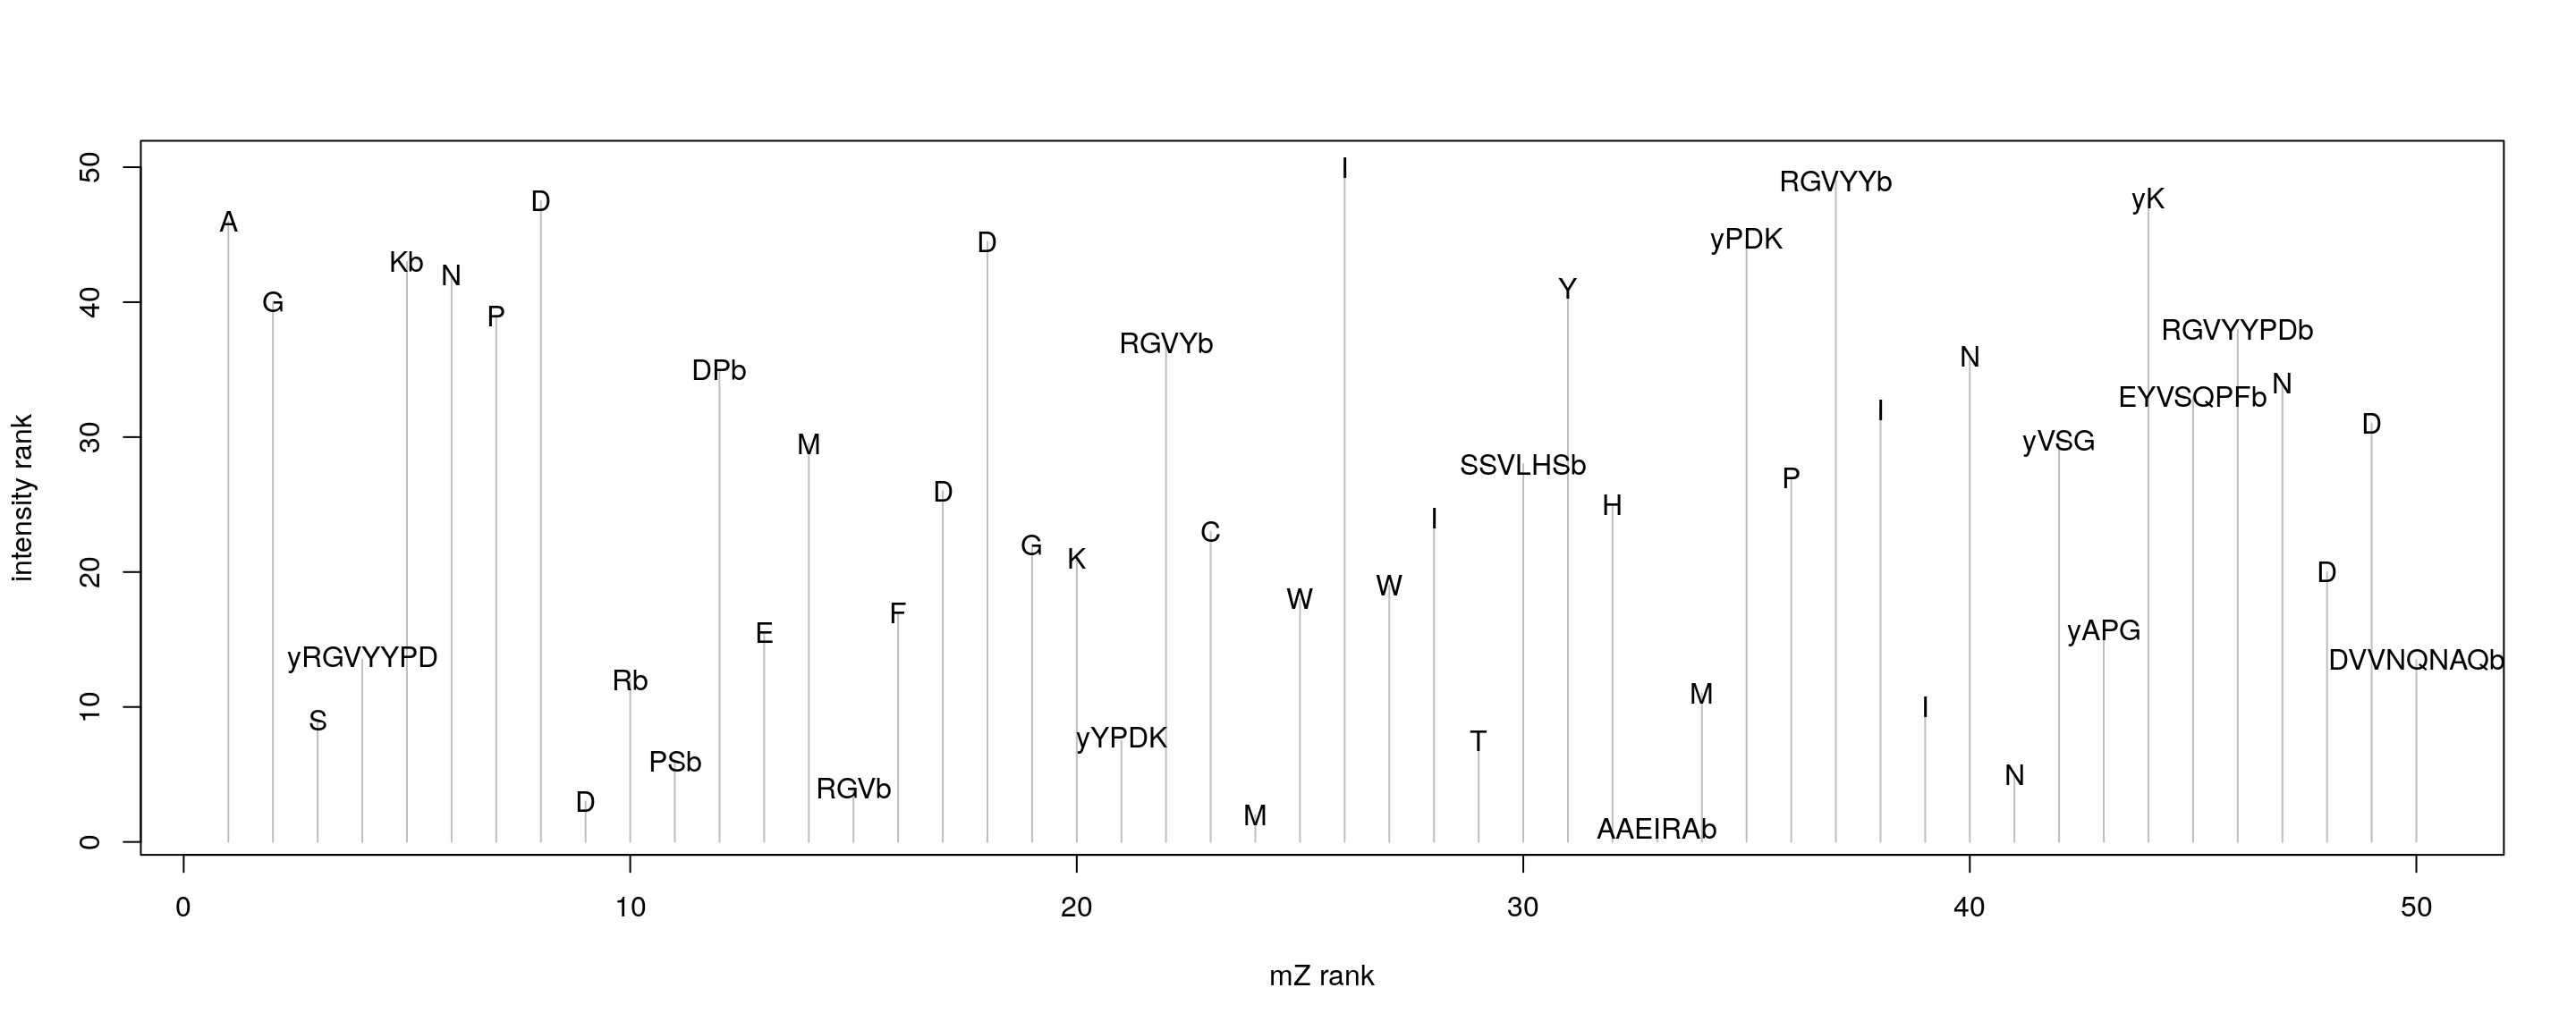 I
RGVYYb
D
yK
A
yPDK
D
Kb
N
Y
G
P
RGVYYPDb
RGVYb
N
DPb
N
EYVSQPFb
I
D
M
yVSG
SSVLHSb
P
D
H
I
C
G
K
D
W
W
F
E
yAPG
yRGVYYPD
DVVNQNAQb
Rb
M
S
I
T
yYPDK
PSb
N
RGVb
D
M
AAEIRAb
0
10
20
30
40
50
intensity rank
0 10 20 30 40 50
mZ rank